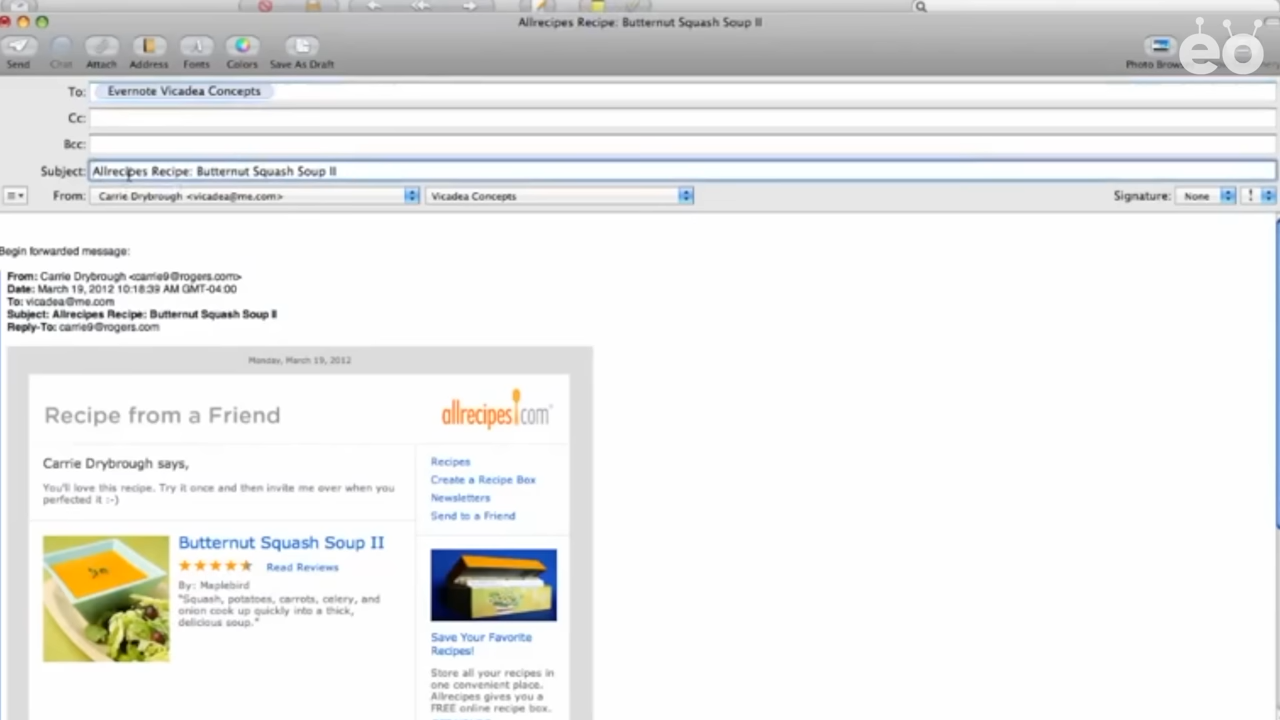 Allrecipes Recipe: Butternut Squash Soup II
eo
Send Chat Attach Address Fonts Colors Save As Draft
To: Evernote Vicadea Concepts
Cc:
Bcc:
Subject: Allrecipes Recipe: Butternut Squash Soup II
From: Carrie Drybrough <vicadea@me.com> Vicadea Concepts Signature: None !
Begin forwarded message:
From: Carrie Drybrough <carrie9@rogers.com>
Date: March 19, 2012 10:18:39 AM GMT-04:00
To: vicadea@me.com
Subject: Allrecipes Recipe: Butternut Squash Soup II
Reply-To: carrie9@rogers.com
Monday, March 19, 2012
Recipe from a Friend
allrecipes.com
Carrie Drybrough says,
You'll love this recipe. Try it once and then invite me over when you
perfected it :-)
Recipes
Create a Recipe Box
Newsletters
Send to a Friend
Butternut Squash Soup II
Read Reviews
By: Maplebird
"Squash, potatoes, carrots, celery, and
onion cook up quickly into a thick,
delicious soup."
Save Your Favorite
Recipes!
Store all your recipes in
one convenient place.
Allrecipes gives you a
FREE online recipe box.